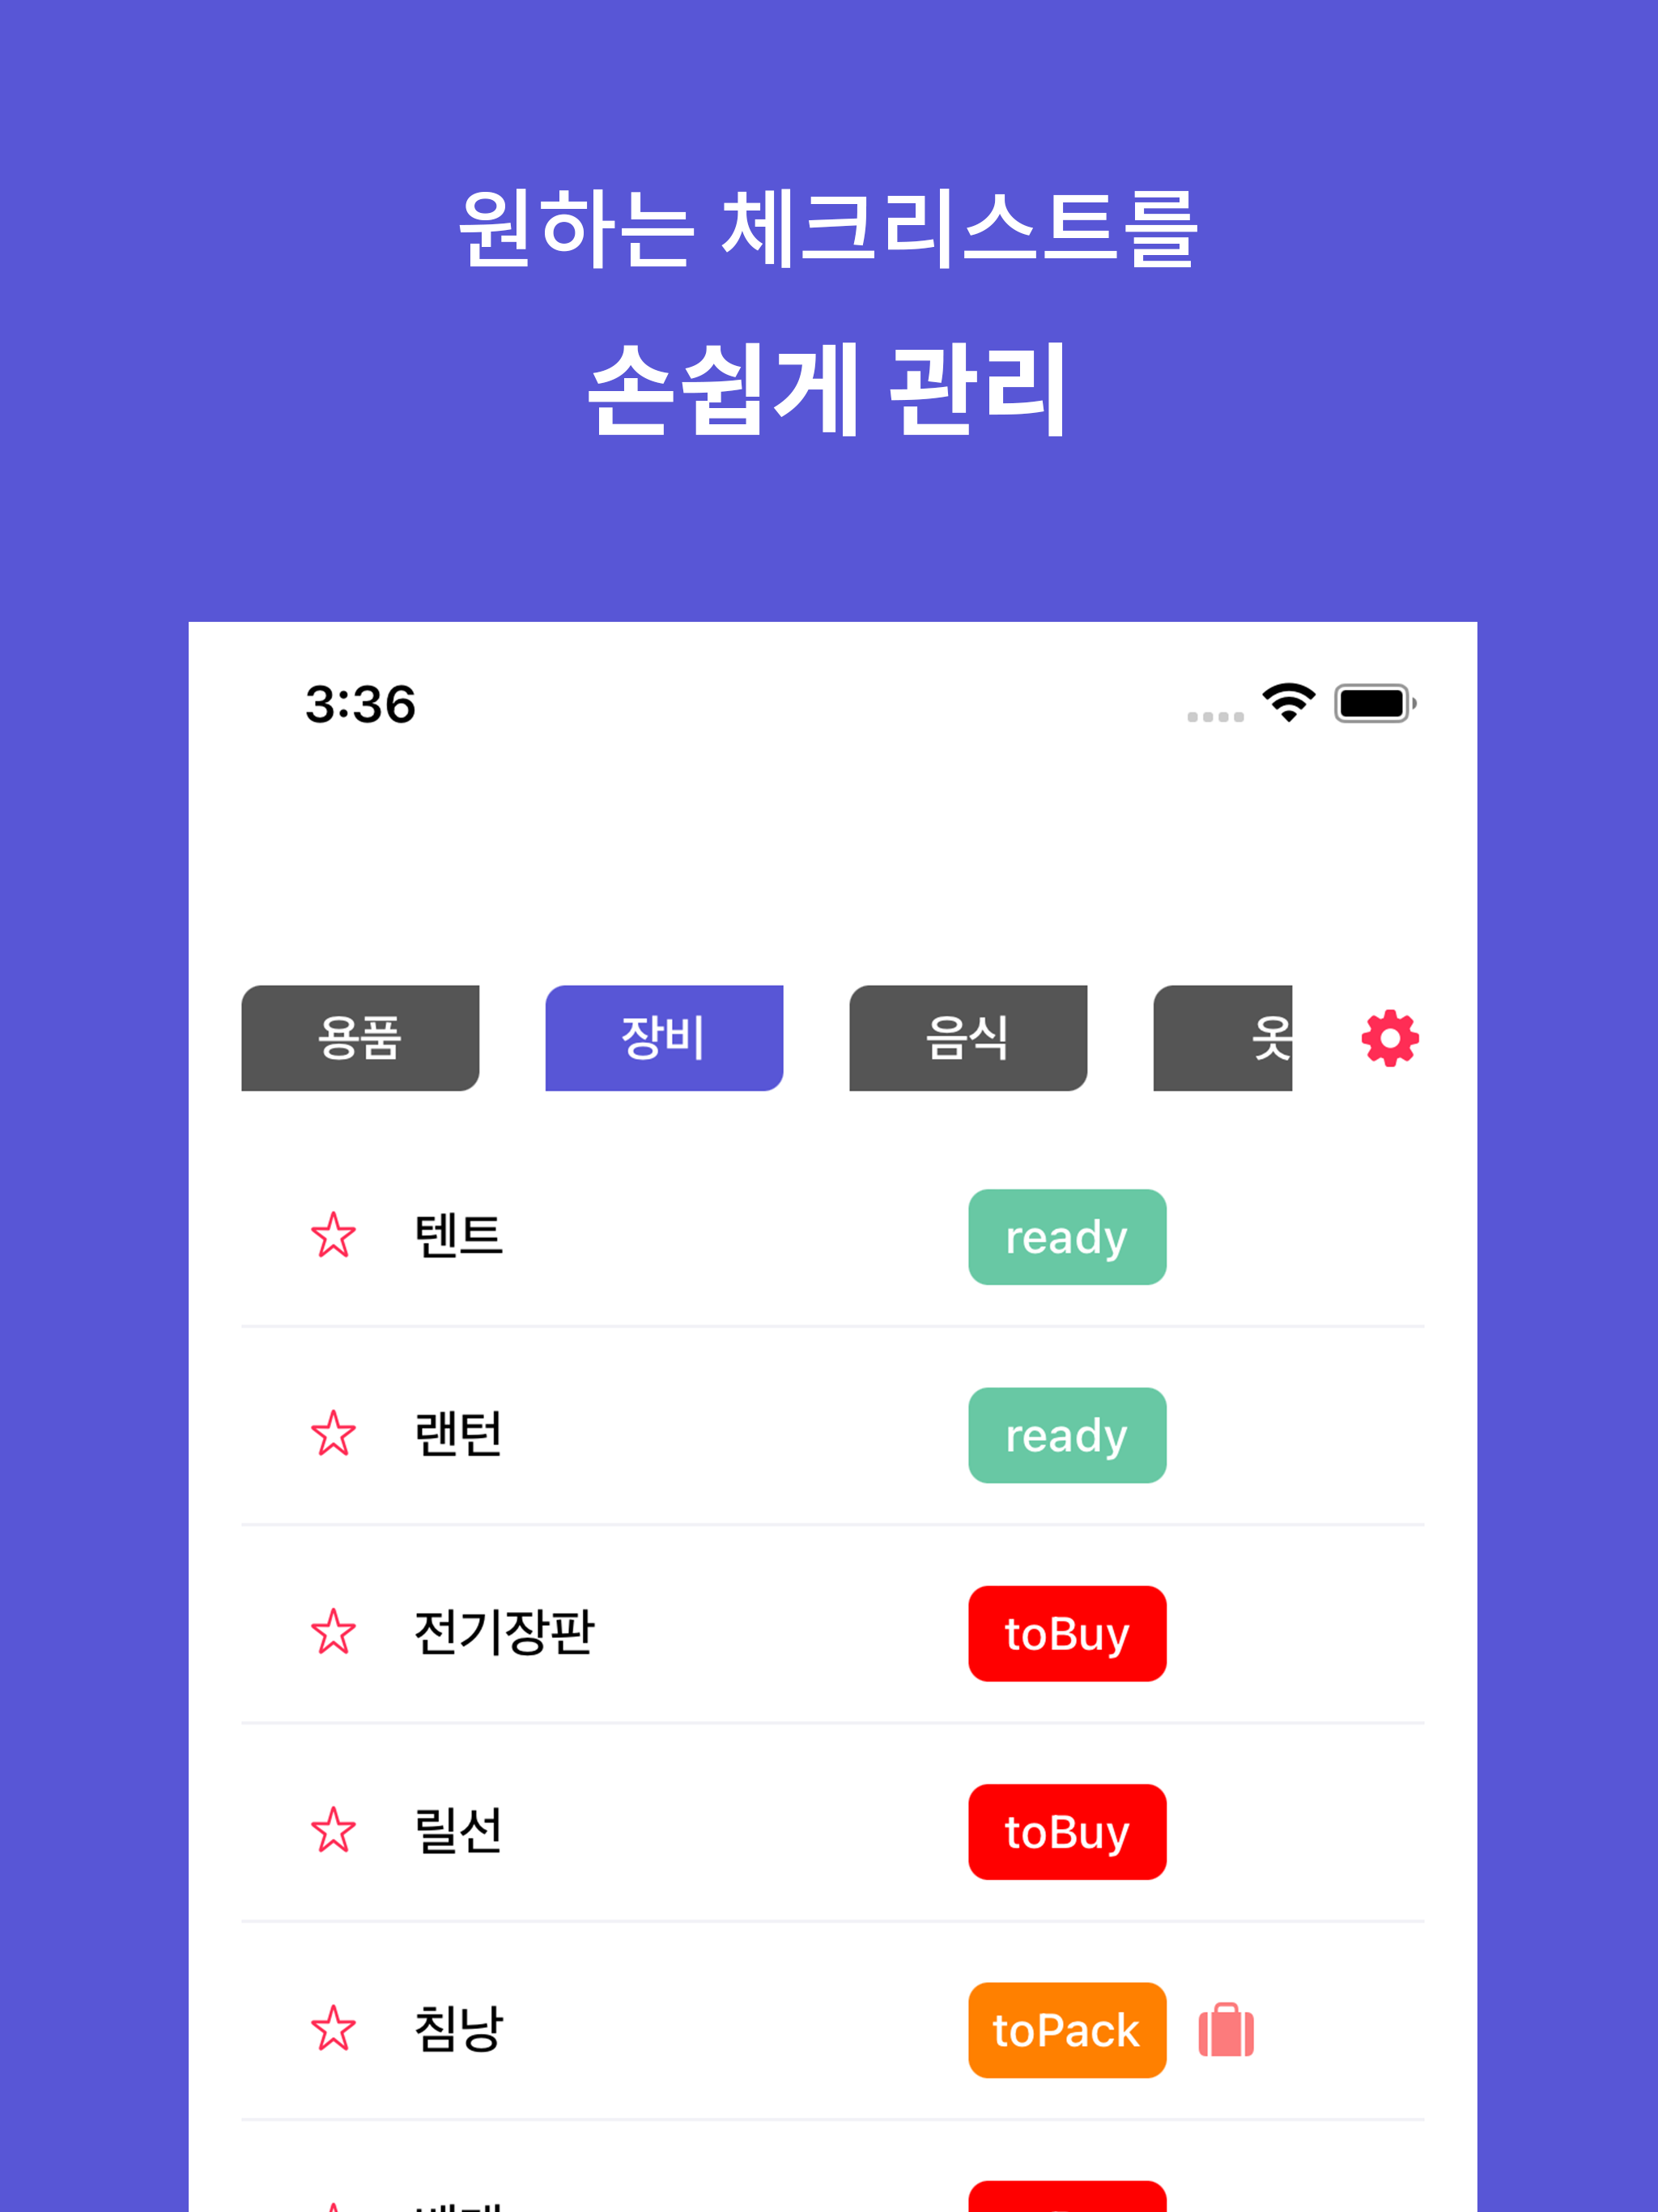 원하는 체크리스트를
손쉽게 관리
3:36
용품 장비 음식 옷
텐트 ready
랜턴 ready
전기장판 toBuy
릴선 toBuy
침낭 toPack